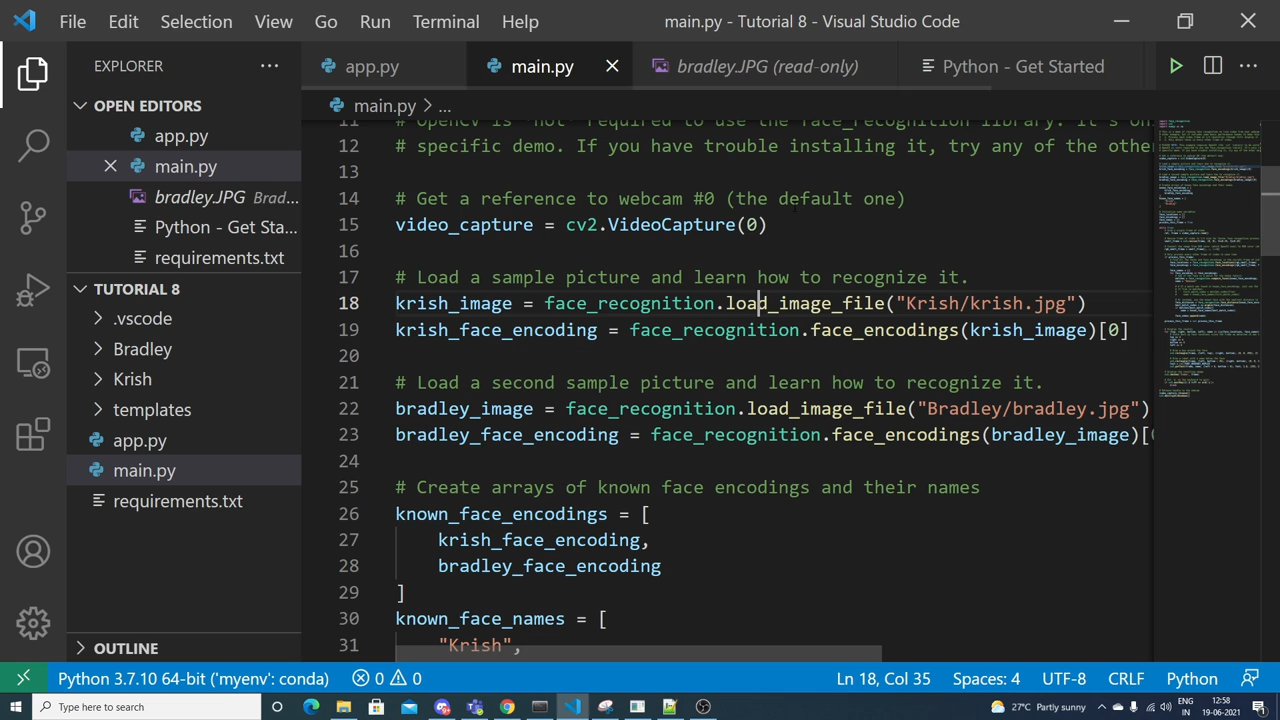 File Edit Selection View Go Run Terminal Help main.py - Tutorial 8 - Visual Studio Code
EXPLORER
app.py main.py bradley.JPG (read-only) Python - Get Started
OPEN EDITORS
app.py
main.py
bradley.JPG Brad...
Python - Get Sta...
requirements.txt
TUTORIAL 8
.vscode
Bradley
Krish
templates
app.py
main.py
requirements.txt
OUTLINE
main.py > ...
11 # OpenCV is *not* required to use the face_recognition library. It's on
12 # specific demo. If you have trouble installing it, try any of the othe
13
14 # Get a reference to webcam #0 (the default one)
15 video_capture = cv2.VideoCapture(0)
16
17 # Load a sample picture and learn how to recognize it.
18 krish_image = face_recognition.load_image_file("Krish/krish.jpg")
19 krish_face_encoding = face_recognition.face_encodings(krish_image)[0]
20
21 # Load a second sample picture and learn how to recognize it.
22 bradley_image = face_recognition.load_image_file("Bradley/bradley.jpg")
23 bradley_face_encoding = face_recognition.face_encodings(bradley_image)[0
24
25 # Create arrays of known face encodings and their names
26 known_face_encodings = [
27 krish_face_encoding,
28 bradley_face_encoding
29 ]
30 known_face_names = [
31 "Krish",
Python 3.7.10 64-bit ('myenv': conda) 0 0 Ln 18, Col 35 Spaces: 4 UTF-8 CRLF Python
Type here to search 27°C Partly sunny ENG IN 12:58 19-06-2021 1